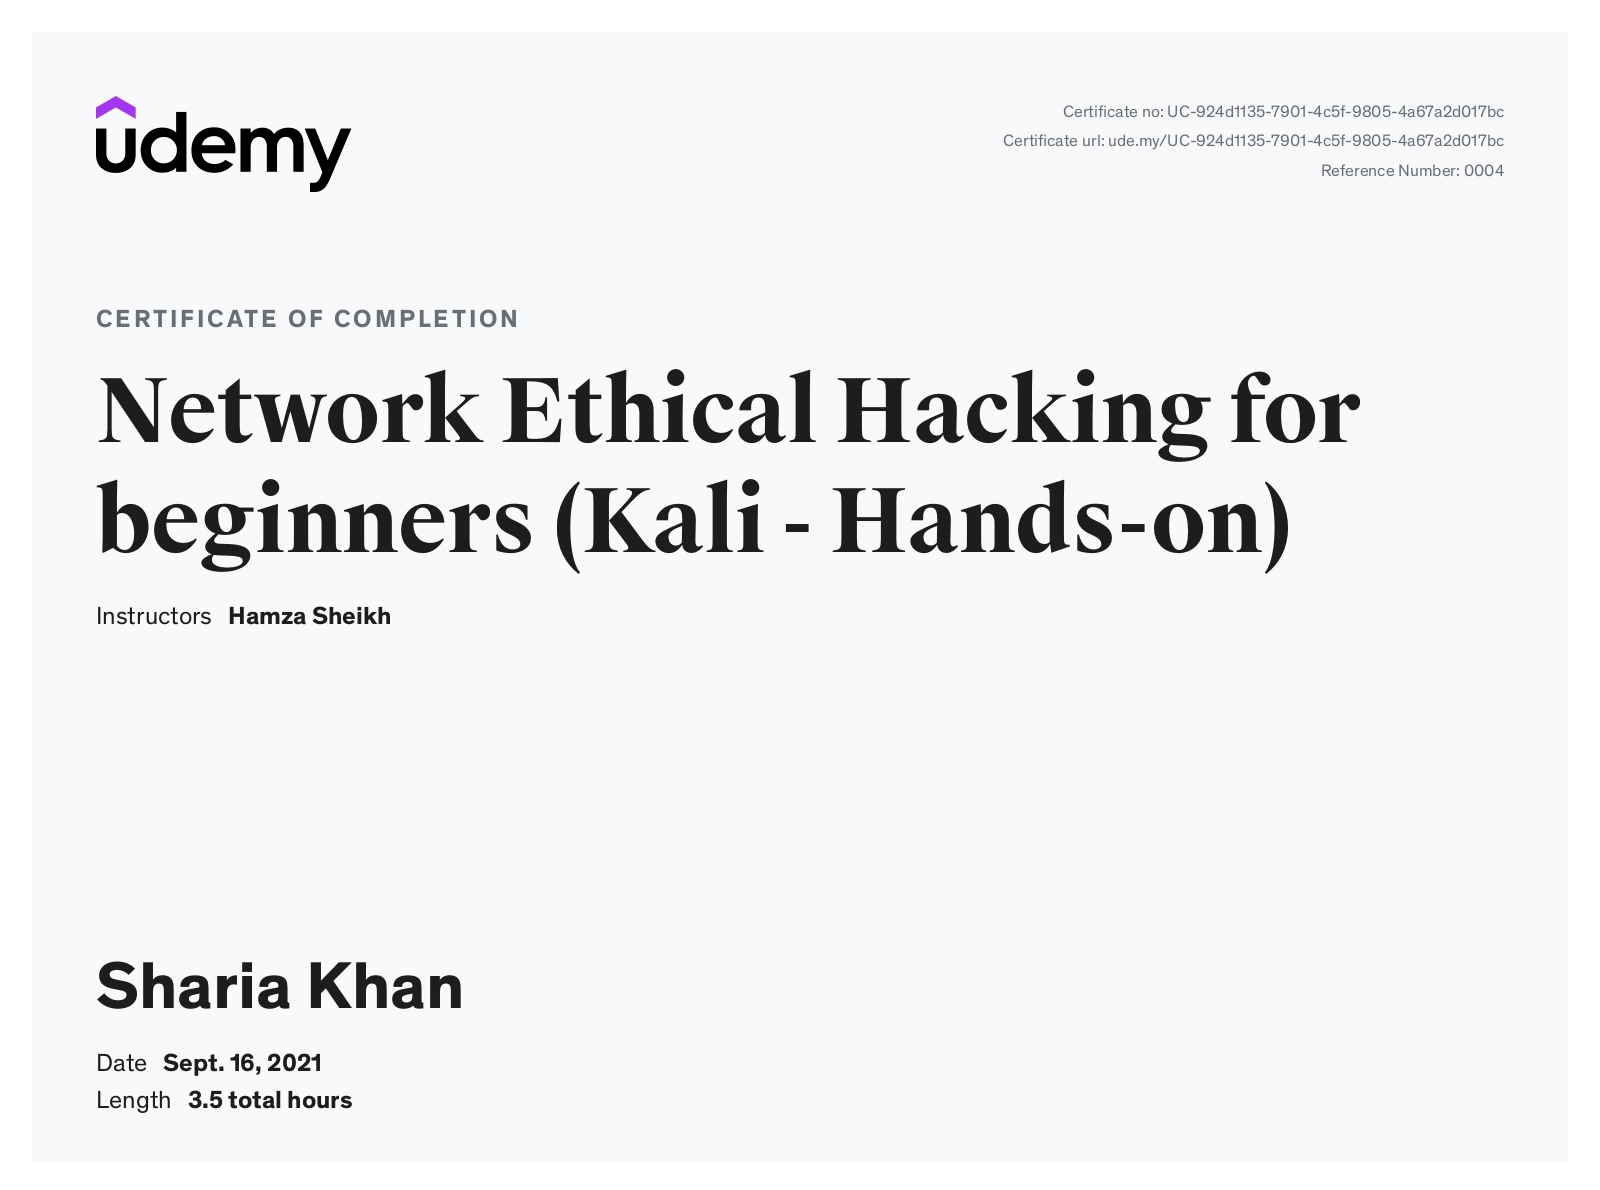 udemy
Certificate no: UC-924d1135-7901-4c5f-9805-4a67a2d017bc
Certificate url: ude.my/UC-924d1135-7901-4c5f-9805-4a67a2d017bc
Reference Number: 0004
CERTIFICATE OF COMPLETION
Network Ethical Hacking for
beginners (Kali - Hands-on)
Instructors Hamza Sheikh
Sharia Khan
Date Sept. 16, 2021
Length 3.5 total hours